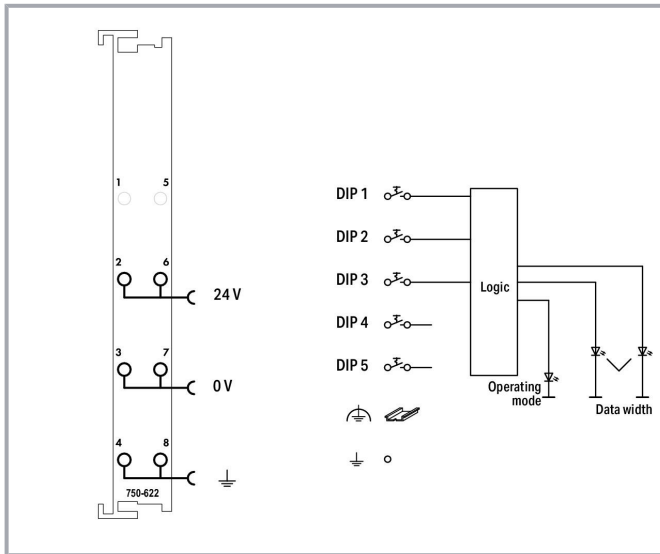 1 5
2 6
24 V
3 7
0 V
4 8
750-622
DIP 1
DIP 2
DIP 3
DIP 4
DIP 5
Logic
Operating
mode
Data width